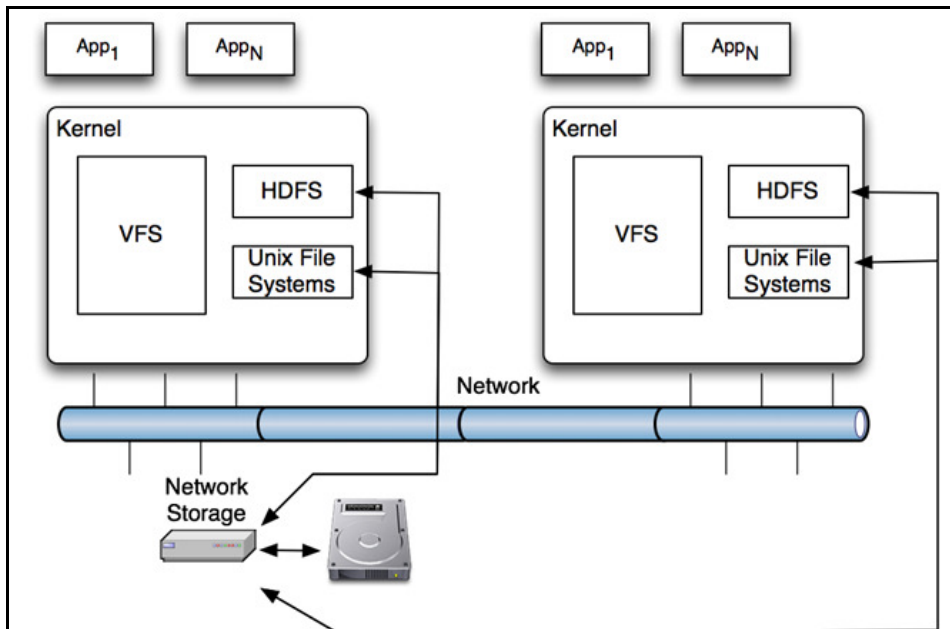 App1
AppN
App1
AppN
Kernel
VFS
HDFS
Unix File
Systems
Kernel
VFS
HDFS
Unix File
Systems
Network
Network
Storage